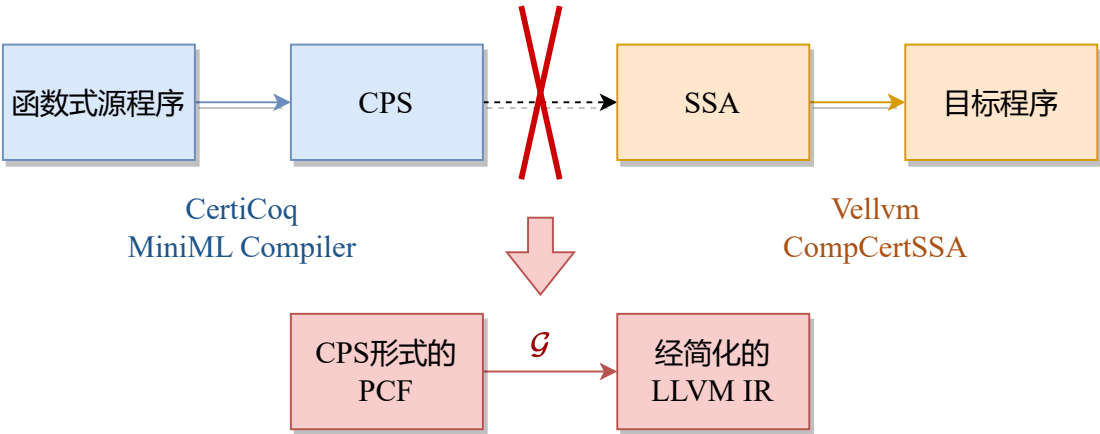 函数式源程序
CPS
SSA
目标程序
CertiCoq
MiniML Compiler
Vellvm
CompCertSSA
CPS形式的
PCF
𝓖
经简化的
LLVM IR